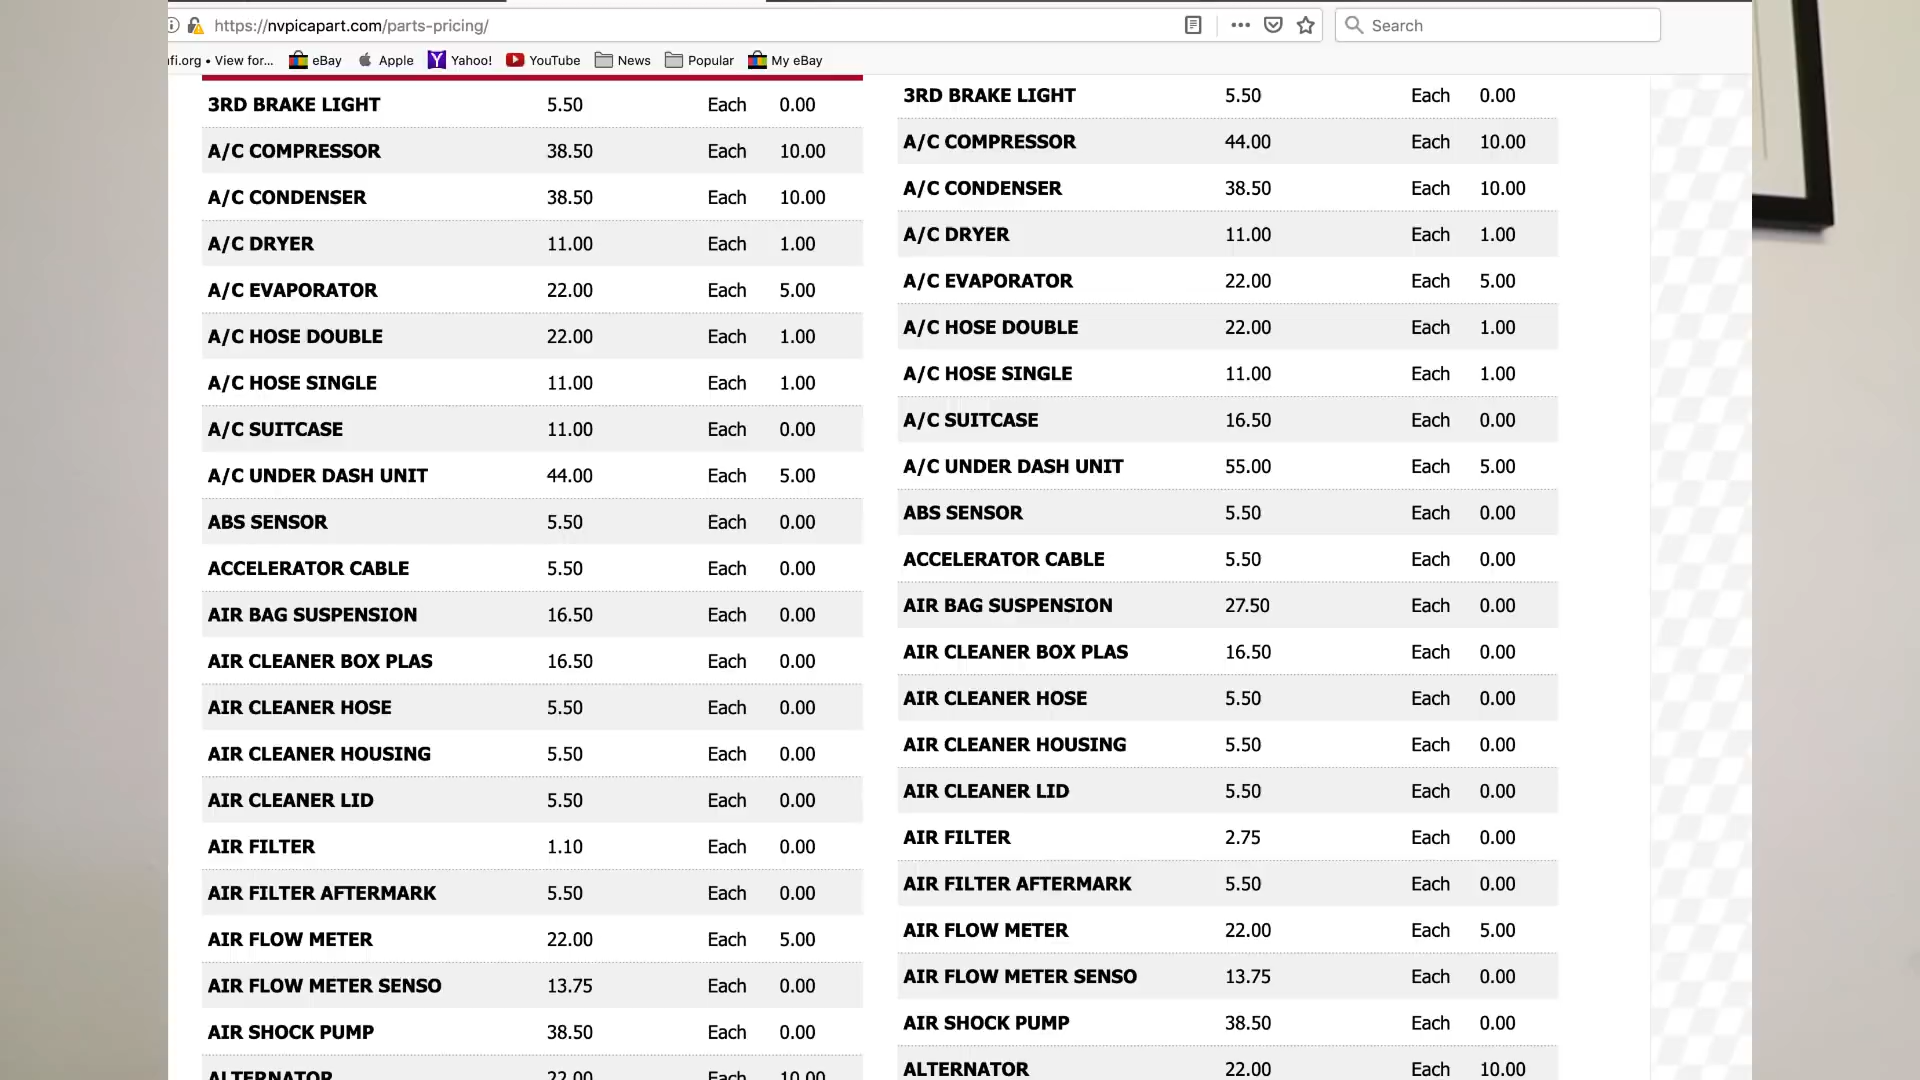 https://nvpicapart.com/parts-pricing/
Search
fi.org • View for... eBay Apple Yahoo! YouTube News Popular My eBay
3RD BRAKE LIGHT 5.50 Each 0.00
A/C COMPRESSOR 38.50 Each 10.00
A/C CONDENSER 38.50 Each 10.00
A/C DRYER 11.00 Each 1.00
A/C EVAPORATOR 22.00 Each 5.00
A/C HOSE DOUBLE 22.00 Each 1.00
A/C HOSE SINGLE 11.00 Each 1.00
A/C SUITCASE 11.00 Each 0.00
A/C UNDER DASH UNIT 44.00 Each 5.00
ABS SENSOR 5.50 Each 0.00
ACCELERATOR CABLE 5.50 Each 0.00
AIR BAG SUSPENSION 16.50 Each 0.00
AIR CLEANER BOX PLAS 16.50 Each 0.00
AIR CLEANER HOSE 5.50 Each 0.00
AIR CLEANER HOUSING 5.50 Each 0.00
AIR CLEANER LID 5.50 Each 0.00
AIR FILTER 1.10 Each 0.00
AIR FILTER AFTERMARK 5.50 Each 0.00
AIR FLOW METER 22.00 Each 5.00
AIR FLOW METER SENSO 13.75 Each 0.00
AIR SHOCK PUMP 38.50 Each 0.00
ALTERNATOR 22.00 Each 10.00
3RD BRAKE LIGHT 5.50 Each 0.00
A/C COMPRESSOR 44.00 Each 10.00
A/C CONDENSER 38.50 Each 10.00
A/C DRYER 11.00 Each 1.00
A/C EVAPORATOR 22.00 Each 5.00
A/C HOSE DOUBLE 22.00 Each 1.00
A/C HOSE SINGLE 11.00 Each 1.00
A/C SUITCASE 16.50 Each 0.00
A/C UNDER DASH UNIT 55.00 Each 5.00
ABS SENSOR 5.50 Each 0.00
ACCELERATOR CABLE 5.50 Each 0.00
AIR BAG SUSPENSION 27.50 Each 0.00
AIR CLEANER BOX PLAS 16.50 Each 0.00
AIR CLEANER HOSE 5.50 Each 0.00
AIR CLEANER HOUSING 5.50 Each 0.00
AIR CLEANER LID 5.50 Each 0.00
AIR FILTER 2.75 Each 0.00
AIR FILTER AFTERMARK 5.50 Each 0.00
AIR FLOW METER 22.00 Each 5.00
AIR FLOW METER SENSO 13.75 Each 0.00
AIR SHOCK PUMP 38.50 Each 0.00
ALTERNATOR 22.00 Each 10.00